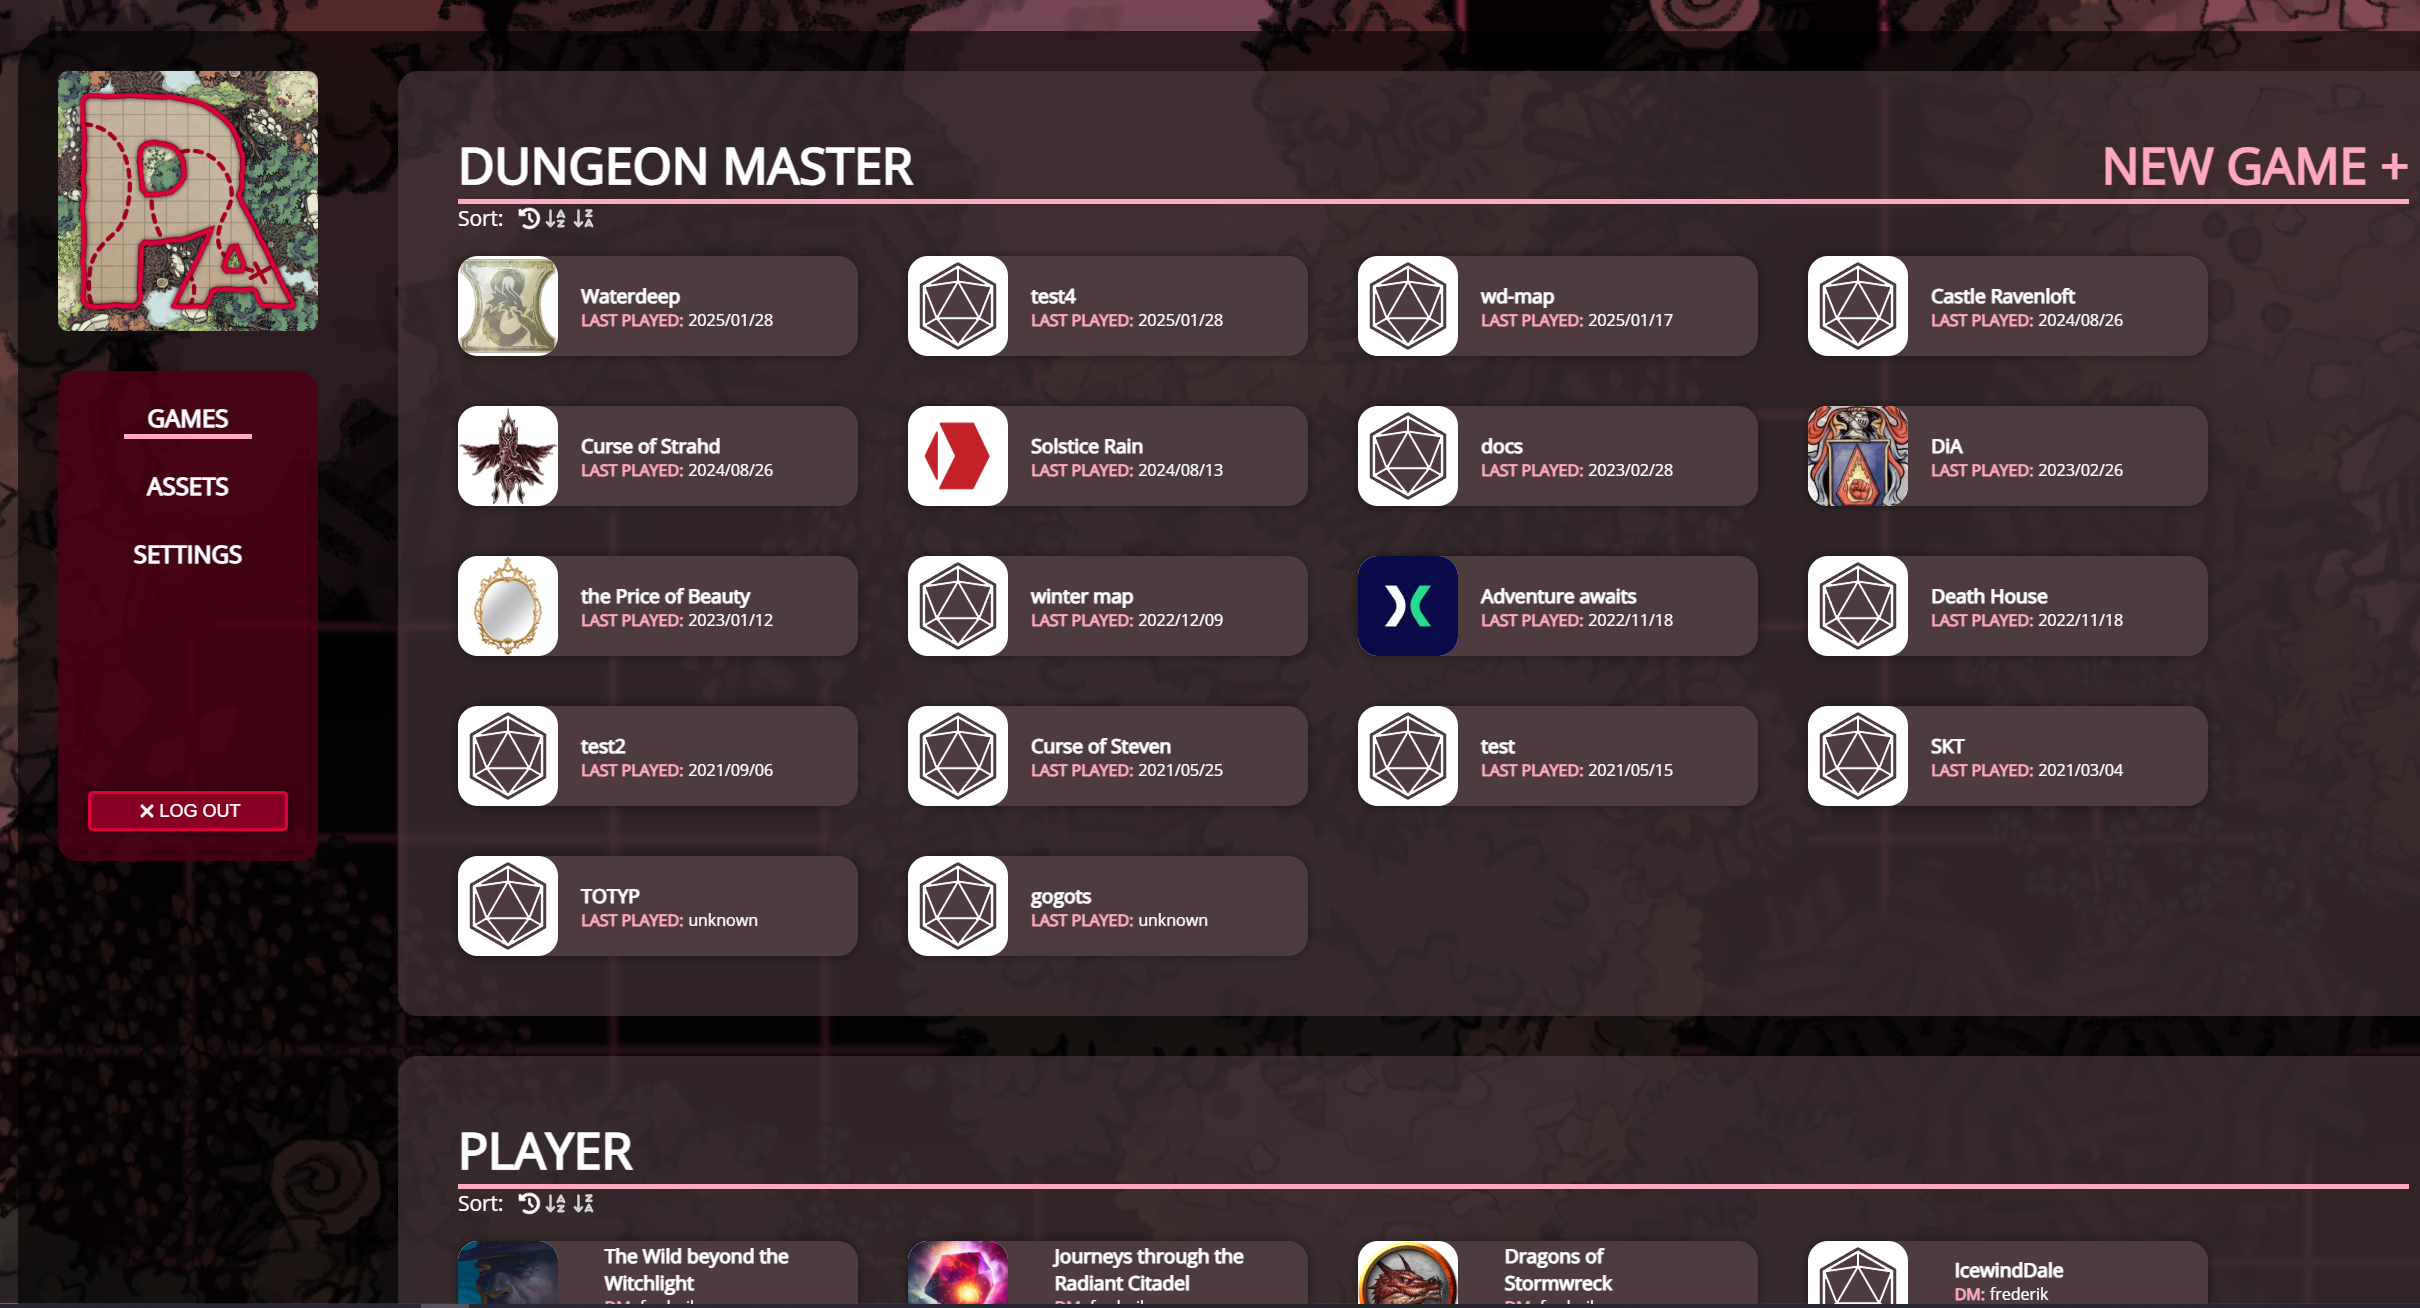 GAMES
ASSETS
SETTINGS
LOG OUT
DUNGEON MASTER
NEW GAME +
Sort:
Waterdeep
LAST PLAYED: 2025/01/28
test4
LAST PLAYED: 2025/01/28
wd-map
LAST PLAYED: 2025/01/17
Castle Ravenloft
LAST PLAYED: 2024/08/26
Curse of Strahd
LAST PLAYED: 2024/08/26
Solstice Rain
LAST PLAYED: 2024/08/13
docs
LAST PLAYED: 2023/02/28
DiA
LAST PLAYED: 2023/02/26
the Price of Beauty
LAST PLAYED: 2023/01/12
winter map
LAST PLAYED: 2022/12/09
Adventure awaits
LAST PLAYED: 2022/11/18
Death House
LAST PLAYED: 2022/11/18
test2
LAST PLAYED: 2021/09/06
Curse of Steven
LAST PLAYED: 2021/05/25
test
LAST PLAYED: 2021/05/15
SKT
LAST PLAYED: 2021/03/04
TOTYP
LAST PLAYED: unknown
gogots
LAST PLAYED: unknown
PLAYER
Sort:
The Wild beyond the
Witchlight
Journeys through the
Radiant Citadel
Dragons of
Stormwreck
IcewindDale
DM: frederik